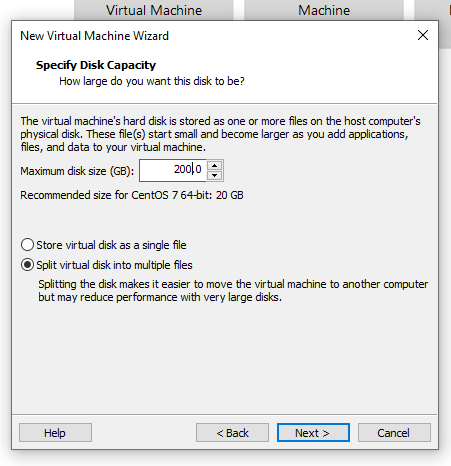 Virtual Machine
Machine
New Virtual Machine Wizard
Specify Disk Capacity
How large do you want this disk to be?
The virtual machine's hard disk is stored as one or more files on the host computer's
physical disk. These file(s) start small and become larger as you add applications,
files, and data to your virtual machine.
Maximum disk size (GB): 200.0
Recommended size for CentOS 7 64-bit: 20 GB
Store virtual disk as a single file
Split virtual disk into multiple files
Splitting the disk makes it easier to move the virtual machine to another computer
but may reduce performance with very large disks.
Help
< Back
Next >
Cancel